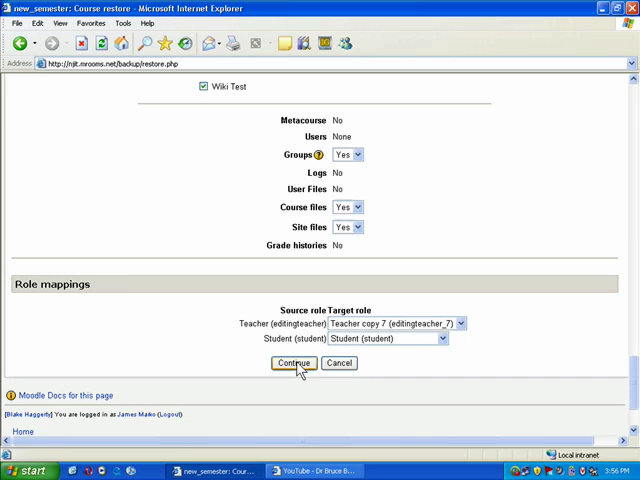 new_semester: Course restore - Microsoft Internet Explorer
File Edit View Favorites Tools Help
Back
Address http://njit.mrooms.net/backup/restore.php
Wiki Test
Metacourse No
Users None
Groups ? Yes
Logs No
User Files No
Course files Yes
Site files Yes
Grade histories No
Role mappings
Source role Target role
Teacher (editingteacher) Teacher copy 7 (editingteacher_7)
Student (student) Student (student)
Continue Cancel
Moodle Docs for this page
[Blake Haggerty] You are logged in as James Maiko (Logout)
Home
Local intranet
start new_semester: Cour... YouTube - Dr Bruce B... 3:56 PM